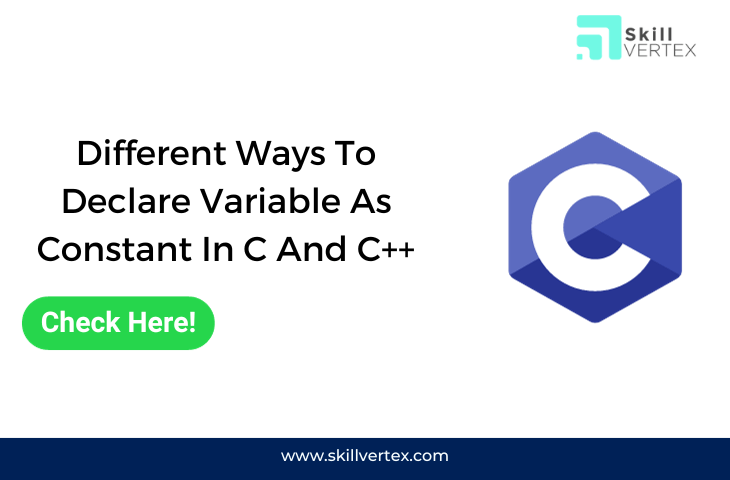 Skill
VERTEX
Different Ways To
Declare Variable As
Constant In C And C++
Check Here!
www.skillvertex.com